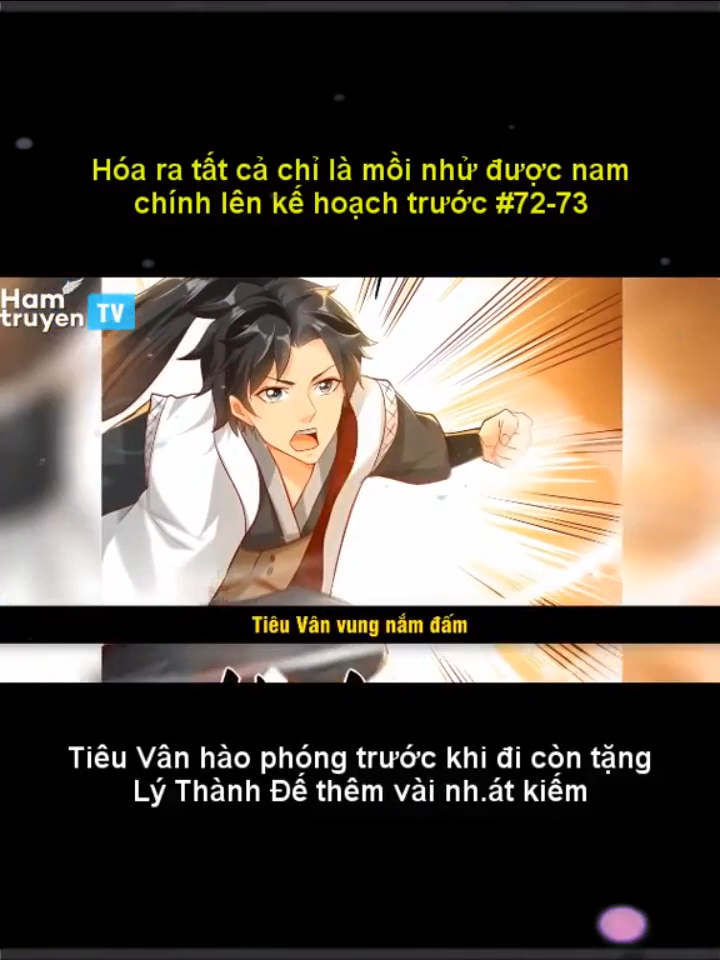 Hóa ra tất cả chỉ là mồi nhử được nam
chính lên kế hoạch trước #72-73
Ham
truyen TV
Tiêu Vân vung nắm đấm
Tiêu Vân hào phóng trước khi đi còn tặng
Lý Thành Đế thêm vài nh.át kiếm